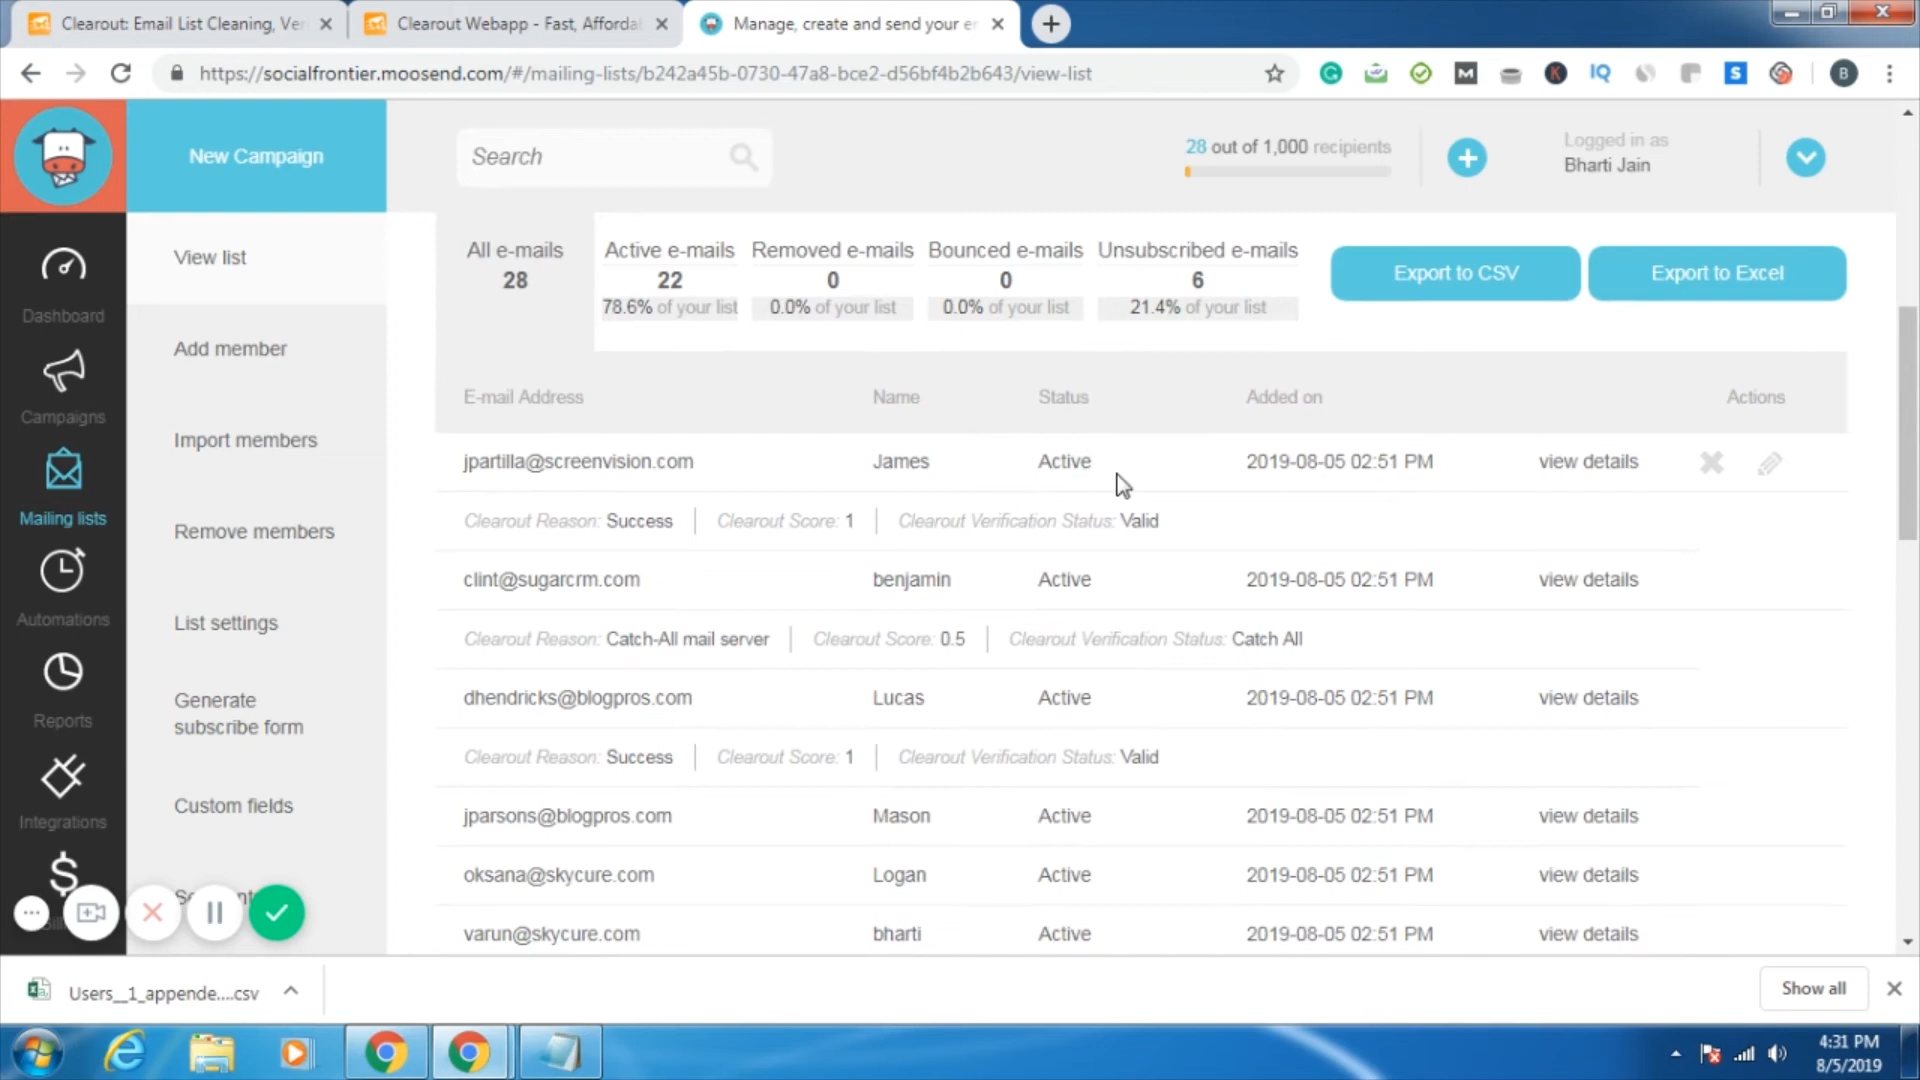 Clearout: Email List Cleaning, Ver
Clearout Webapp - Fast, Afforda
Manage, create and send your e
https://socialfrontier.moosend.com/#/mailing-lists/b242a45b-0730-47a8-bce2-d56bf4b2b643/view-list
New Campaign
Search
28 out of 1,000 recipients
Logged in as
Bharti Jain
View list
Add member
Import members
Remove members
List settings
Generate
subscribe form
Custom fields
Dashboard
Campaigns
Mailing lists
Automations
Reports
Integrations
All e-mails
28
Active e-mails
22
78.6% of your list
Removed e-mails
0
0.0% of your list
Bounced e-mails
0
0.0% of your list
Unsubscribed e-mails
6
21.4% of your list
Export to CSV
Export to Excel
E-mail Address Name Status Added on Actions
jpartilla@screenvision.com James Active 2019-08-05 02:51 PM view details
Clearout Reason: Success Clearout Score: 1 Clearout Verification Status: Valid
clint@sugarcrm.com benjamin Active 2019-08-05 02:51 PM view details
Clearout Reason: Catch-All mail server Clearout Score: 0.5 Clearout Verification Status: Catch All
dhendricks@blogpros.com Lucas Active 2019-08-05 02:51 PM view details
Clearout Reason: Success Clearout Score: 1 Clearout Verification Status: Valid
jparsons@blogpros.com Mason Active 2019-08-05 02:51 PM view details
oksana@skycure.com Logan Active 2019-08-05 02:51 PM view details
varun@skycure.com bharti Active 2019-08-05 02:51 PM view details
Users__1_appende....csv
Show all
4:31 PM
8/5/2019